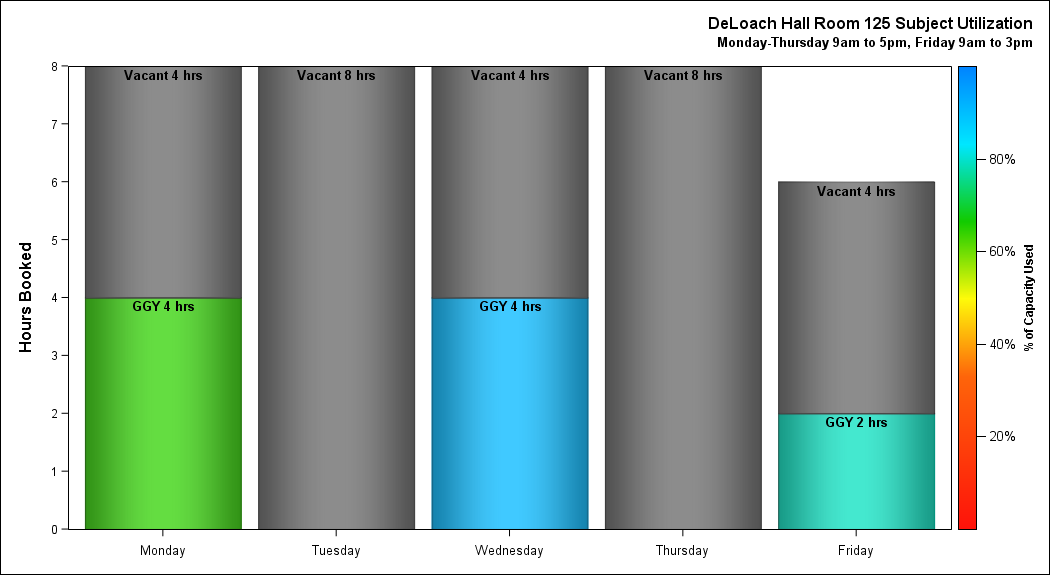 DeLoach Hall Room 125 Subject Utilization
Monday-Thursday 9am to 5pm, Friday 9am to 3pm
Hours Booked
8
7
6
5
4
3
2
1
0
Vacant 4 hrs
GGY 4 hrs
Vacant 8 hrs
Vacant 4 hrs
GGY 4 hrs
Vacant 8 hrs
Vacant 4 hrs
GGY 2 hrs
Monday
Tuesday
Wednesday
Thursday
Friday
80%
60%
40%
20%
% of Capacity Used